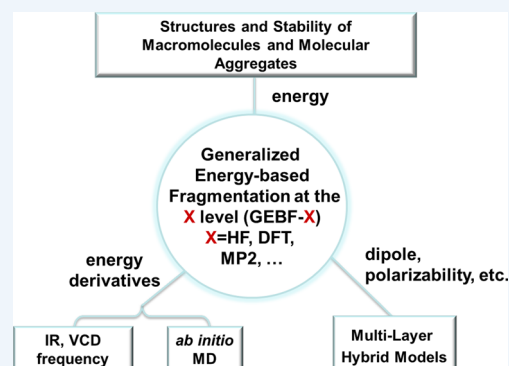 Structures and Stability of
Macromolecules and Molecular
Aggregates
energy
Generalized
Energy-based
Fragmentation at the
X level (GEBF-X)
X=HF, DFT,
MP2, ...
energy
derivatives
dipole,
polarizability, etc.
IR, VCD
frequency
ab initio
MD
Multi-Layer
Hybrid Models